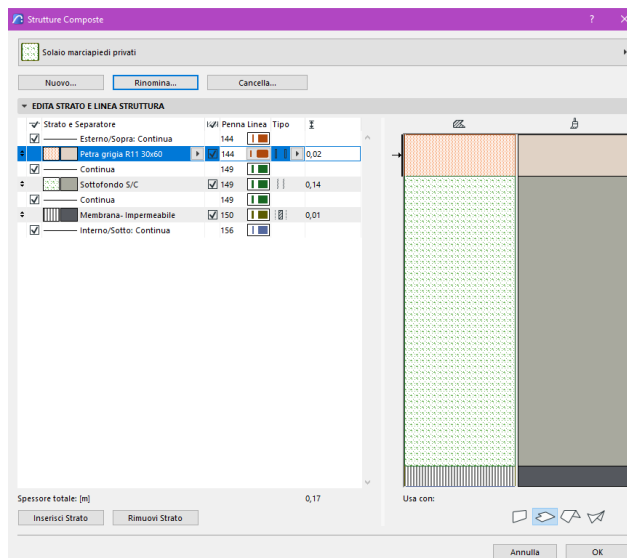 Strutture Composte
?
Solaio marciapiedi privati
Nuovo...
Rinomina...
Cancella...
EDITA STRATO E LINEA STRUTTURA
Strato e Separatore
Penna Linea
Tipo
Esterno/Sopra: Continua
144
Petra grigia R11 30x60
144
0,02
Continua
149
Sottofondo S/C
149
0,14
Continua
149
Membrana- Impermeabile
150
0,01
Interno/Sotto: Continua
156
Spessore totale: [m]
0,17
Usa con:
Inserisci Strato
Rimuovi Strato
Annulla
OK